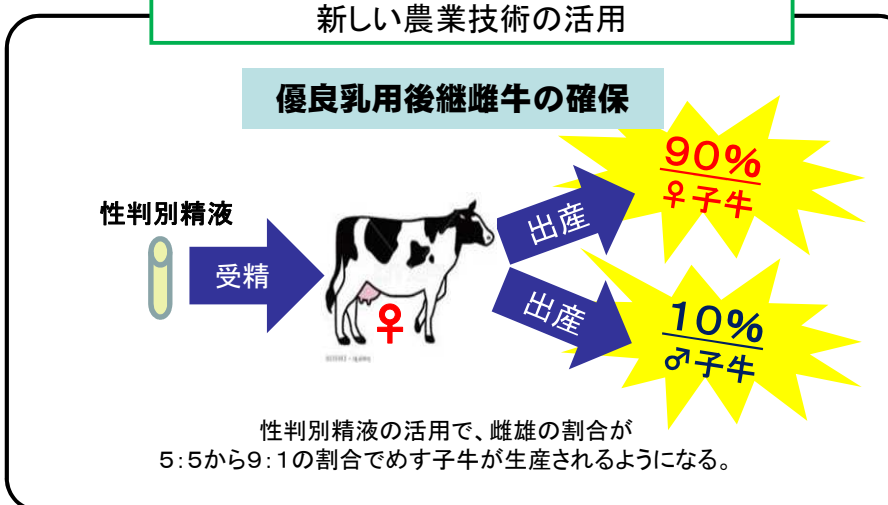 新しい農業技術の活用
優良乳用後継雌牛の確保
性判別精液
受精
♀
出産
90%
♀子牛
出産
10%
♂子牛
性判別精液の活用で、雌雄の割合が
5:5から9:1の割合でめす子牛が生産されるようになる。